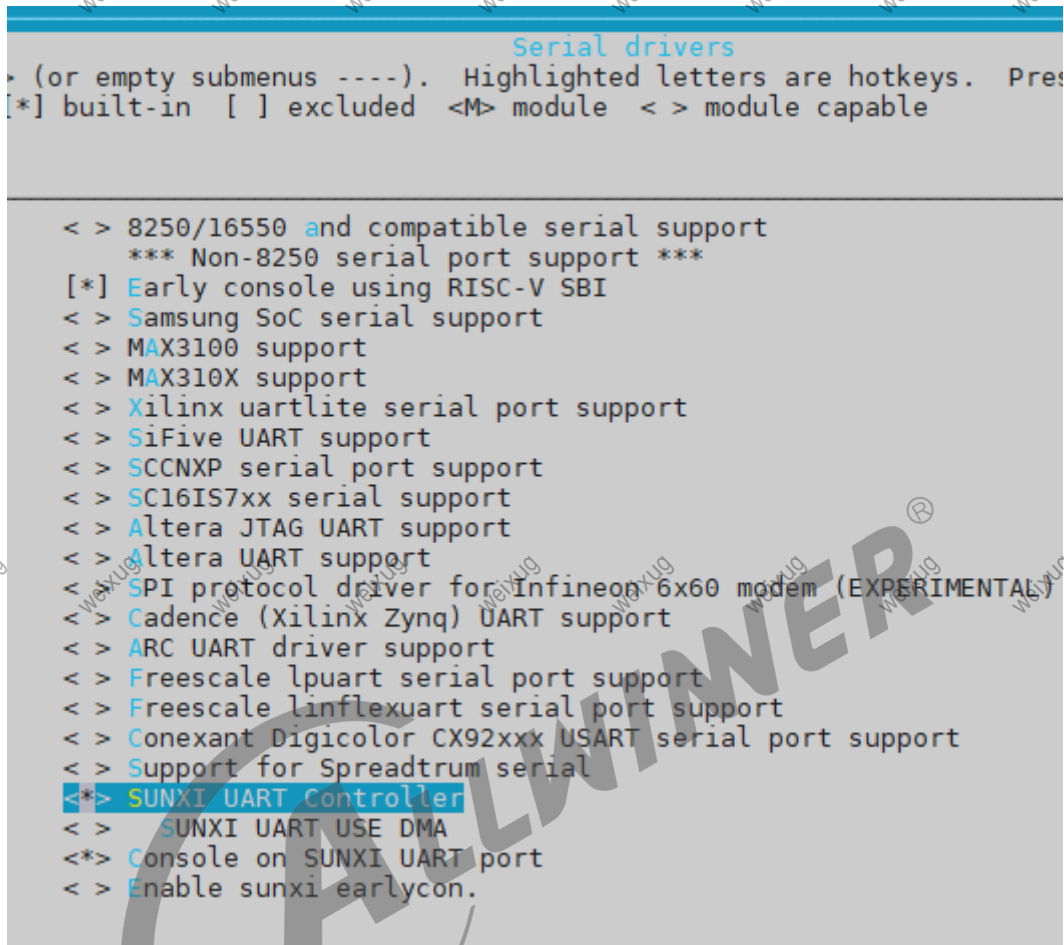 Serial drivers
> (or empty submenus ----).  Highlighted letters are hotkeys.  Pres
[*] built-in  [ ] excluded  <M> module  < > module capable
< > 8250/16550 and compatible serial support
*** Non-8250 serial port support ***
[*] Early console using RISC-V SBI
< > Samsung SoC serial support
< > MAX3100 support
< > MAX310X support
< > Xilinx uartlite serial port support
< > SiFive UART support
< > SCCNXP serial port support
< > SC16IS7xx serial support
< > Altera JTAG UART support
< > Altera UART support
< > SPI protocol driver for Infineon 6x60 modem (EXPERIMENTAL)
< > Cadence (Xilinx Zynq) UART support
< > ARC UART driver support
< > Freescale lpuart serial port support
< > Freescale linflexuart serial port support
< > Conexant Digicolor CX92xxx USART serial port support
< > Support for Spreadtrum serial
<*> SUNXI UART Controller
< >   SUNXI UART USE DMA
<*> Console on SUNXI UART port
< > Enable sunxi earlycon.
ALLWINNER®
weixug weixug weixug weixug weixug